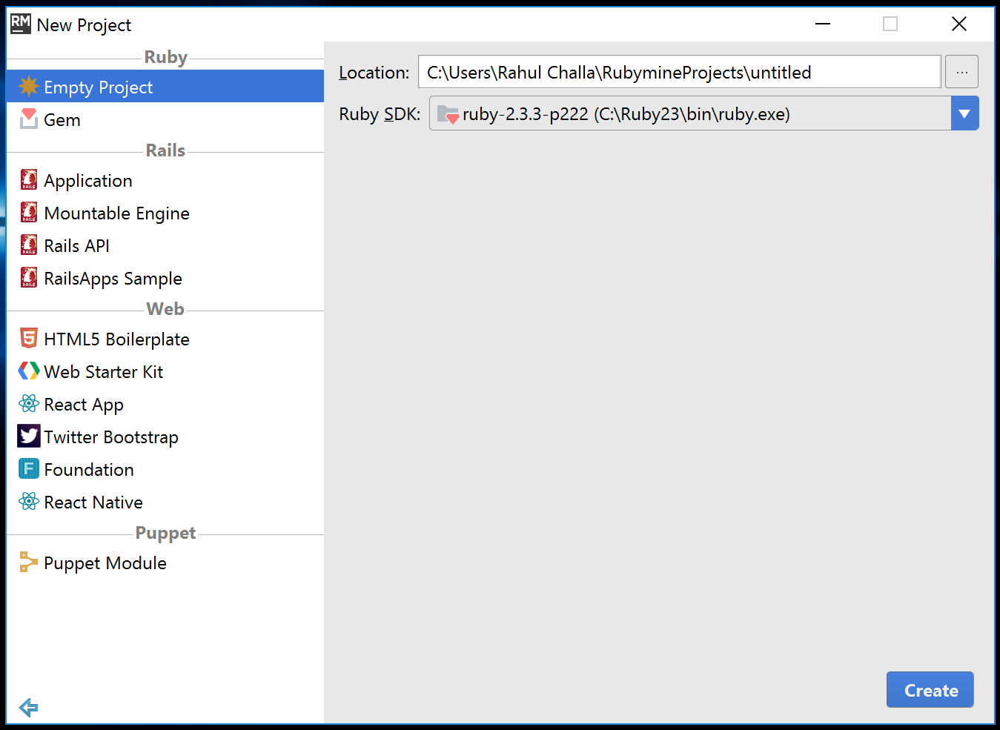 RM New Project
Ruby
Empty Project
Gem
Rails
Application
Mountable Engine
Rails API
RailsApps Sample
Web
HTML5 Boilerplate
Web Starter Kit
React App
Twitter Bootstrap
Foundation
React Native
Puppet
Puppet Module
Location: C:\Users\Rahul Challa\RubymineProjects\untitled ...
Ruby SDK: ruby-2.3.3-p222 (C:\Ruby23\bin\ruby.exe)
Create